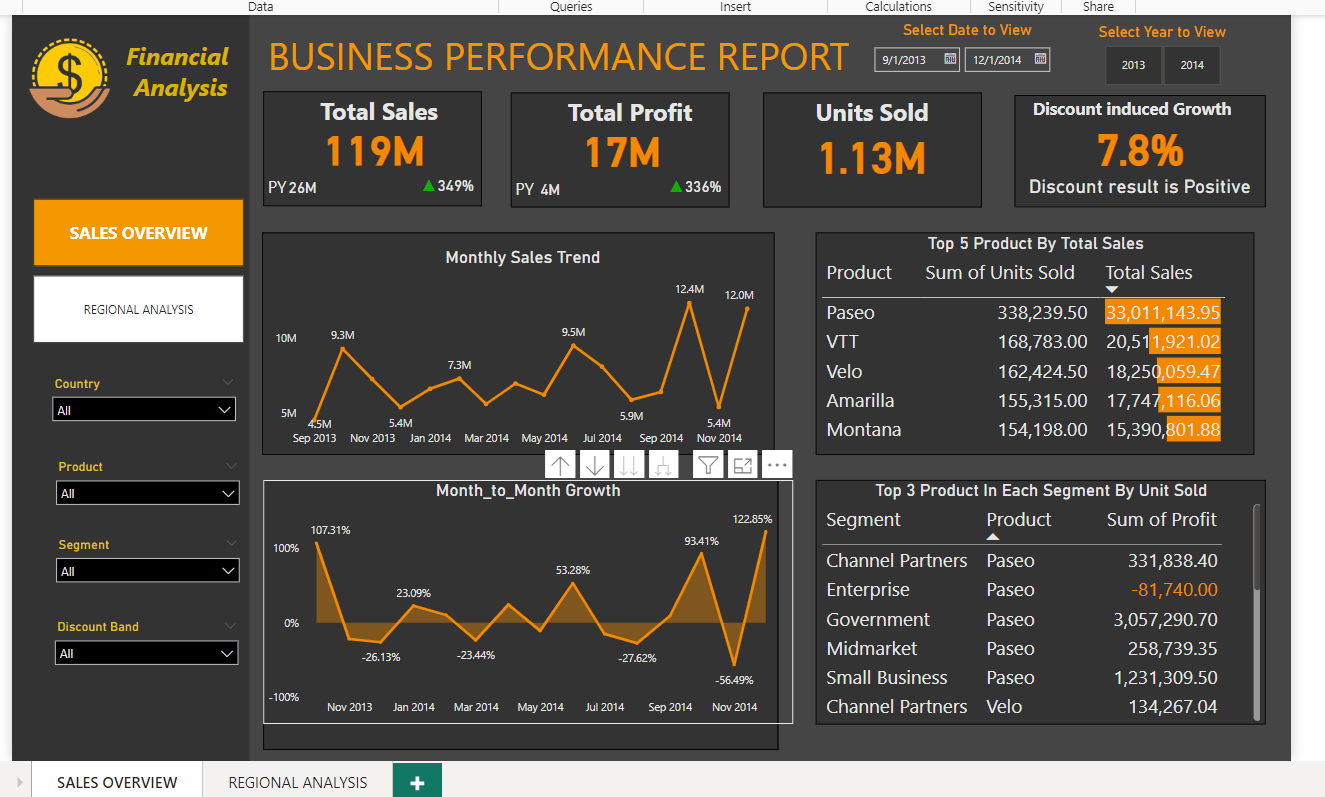 Data Queries Insert Calculations Sensitivity Share
Financial
Analysis
BUSINESS PERFORMANCE REPORT
Select Date to View
9/1/2013 12/1/2014
Select Year to View
2013 2014
Total Sales
119M
PY 26M 349%
Total Profit
17M
PY 4M 336%
Units Sold
1.13M
Discount induced Growth
7.8%
Discount result is Positive
SALES OVERVIEW
REGIONAL ANALYSIS
Country
All
Product
All
Segment
All
Discount Band
All
Monthly Sales Trend
10M
5M
4.5M
9.3M
5.4M
7.3M
9.5M
5.9M
12.4M
5.4M
12.0M
Sep 2013 Nov 2013 Jan 2014 Mar 2014 May 2014 Jul 2014 Sep 2014 Nov 2014
Top 5 Product By Total Sales
Product Sum of Units Sold Total Sales
Paseo 338,239.50 33,011,143.95
VTT 168,783.00 20,511,921.02
Velo 162,424.50 18,250,059.47
Amarilla 155,315.00 17,747,116.06
Montana 154,198.00 15,390,801.88
Month_to_Month Growth
100%
0%
-100%
107.31%
-26.13%
23.09%
-23.44%
53.28%
-27.62%
93.41%
-56.49%
122.85%
Nov 2013 Jan 2014 Mar 2014 May 2014 Jul 2014 Sep 2014 Nov 2014
Top 3 Product In Each Segment By Unit Sold
Segment Product Sum of Profit
Channel Partners Paseo 331,838.40
Enterprise Paseo -81,740.00
Government Paseo 3,057,290.70
Midmarket Paseo 258,739.35
Small Business Paseo 1,231,309.50
Channel Partners Velo 134,267.04
SALES OVERVIEW REGIONAL ANALYSIS +